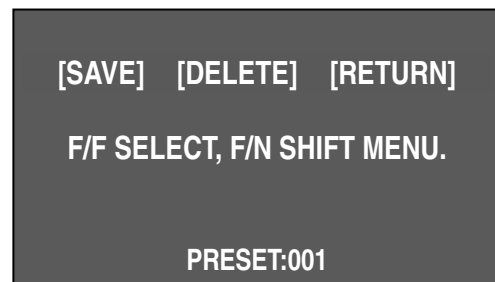 [SAVE] [DELETE] [RETURN]
F/F SELECT, F/N SHIFT MENU.
PRESET:001